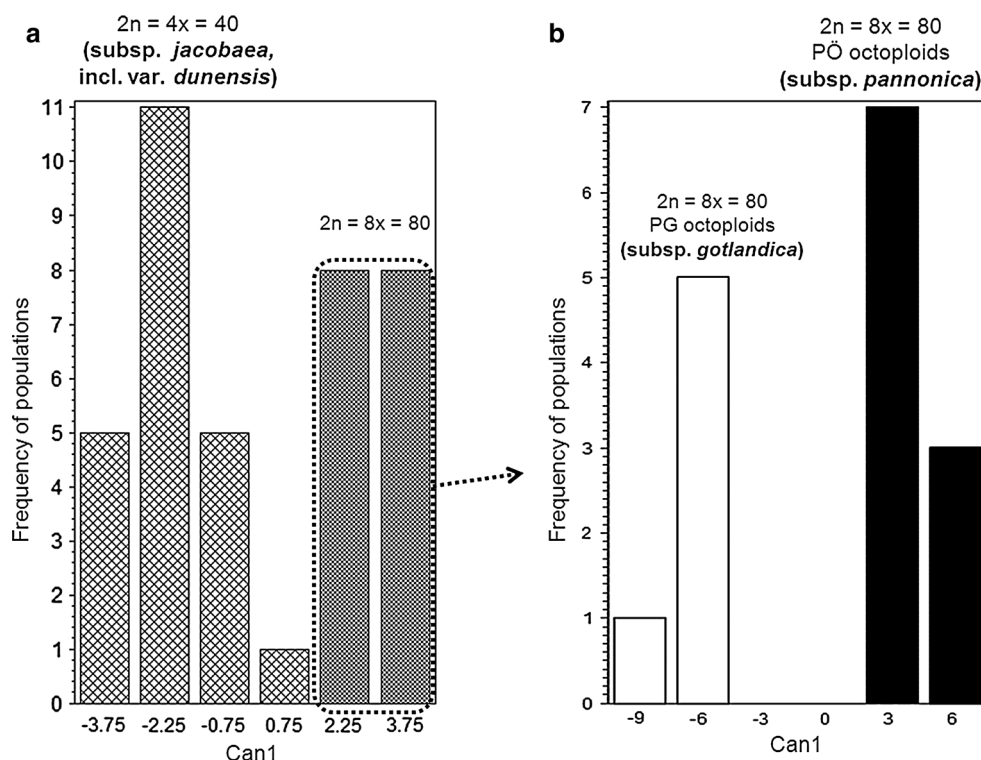 a
2n = 4x = 40
(subsp. jacobaea,
incl. var. dunensis)
2n = 8x = 80
Frequency of populations
11
10
9
8
7
6
5
4
3
2
1
0
-3.75 -2.25 -0.75 0.75 2.25 3.75
Can1
b
2n = 8x = 80
PÖ octoploids
(subsp. pannonica)
2n = 8x = 80
PG octoploids
(subsp. gotlandica)
Frequency of populations
7
6
5
4
3
2
1
0
-9 -6 -3 0 3 6
Can1